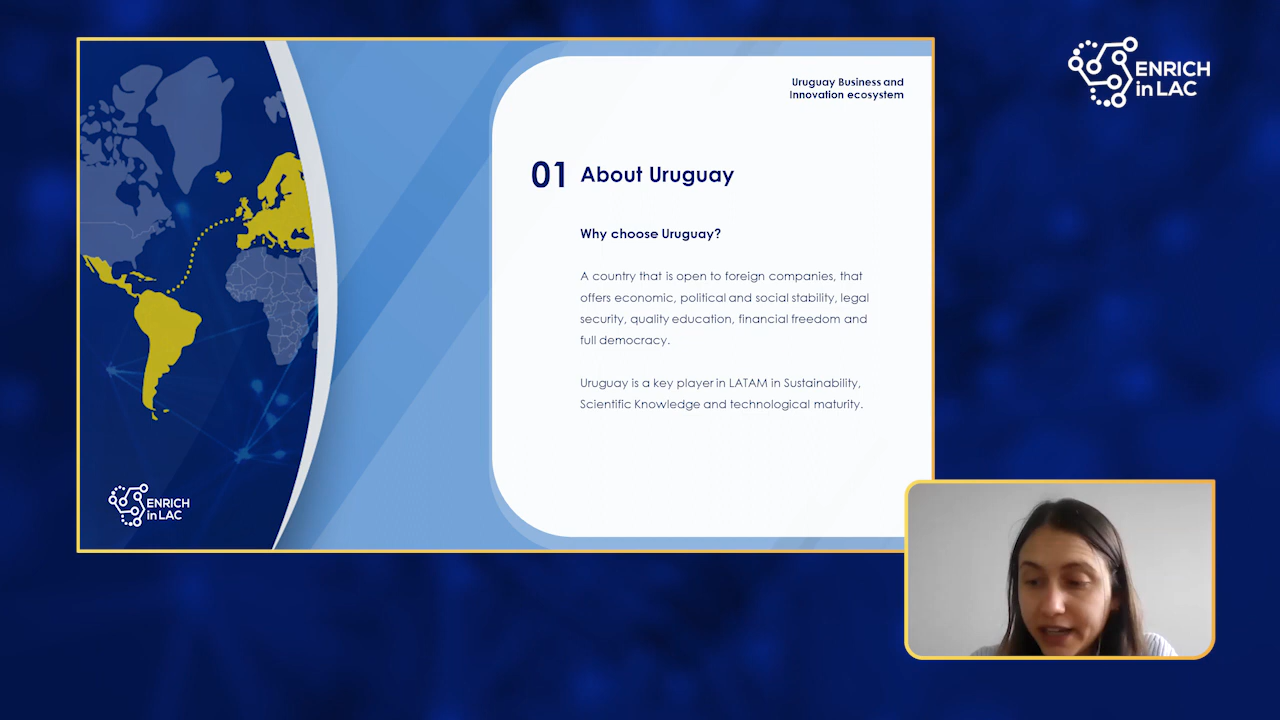 ENRICH
in LAC
Uruguay Business and
Innovation ecosystem
01 About Uruguay
Why choose Uruguay?
A country that is open to foreign companies, that
offers economic, political and social stability, legal
security, quality education, financial freedom and
full democracy.
Uruguay is a key player in LATAM in Sustainability,
Scientific Knowledge and technological maturity.
ENRICH
in LAC